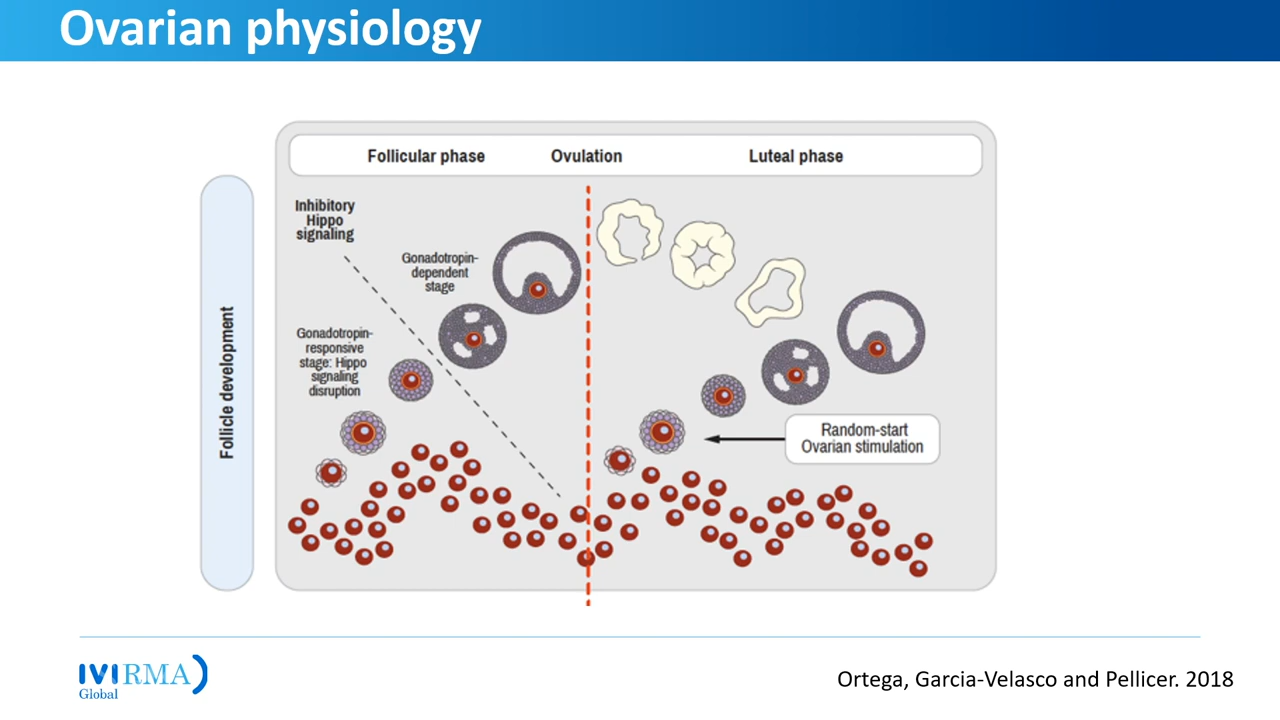 Ovarian physiology
Follicular phase
Ovulation
Luteal phase
Inhibitory
Hippo
signaling
Gonadotropin-
dependent
stage
Gonadotropin-
responsive
stage: Hippo
signaling
disruption
Follicle development
Random-start
Ovarian stimulation
IVIRMA
Global
Ortega, Garcia-Velasco and Pellicer. 2018